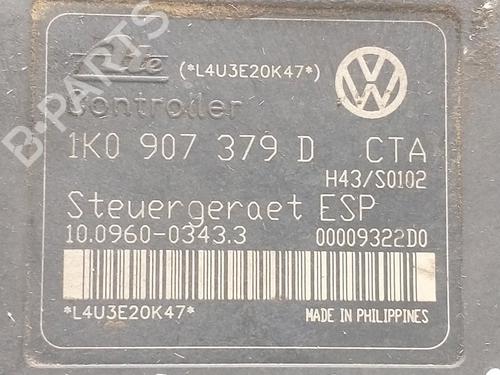 B-PARTS
Ate (*L4U3E20K47*)
Controller
1K0 907 379 D CTA
H43/S0102
Steuergeraet ESP
10.0960-0343.3 00009322D0
*L4U3E20K47* MADE IN PHILIPPINES